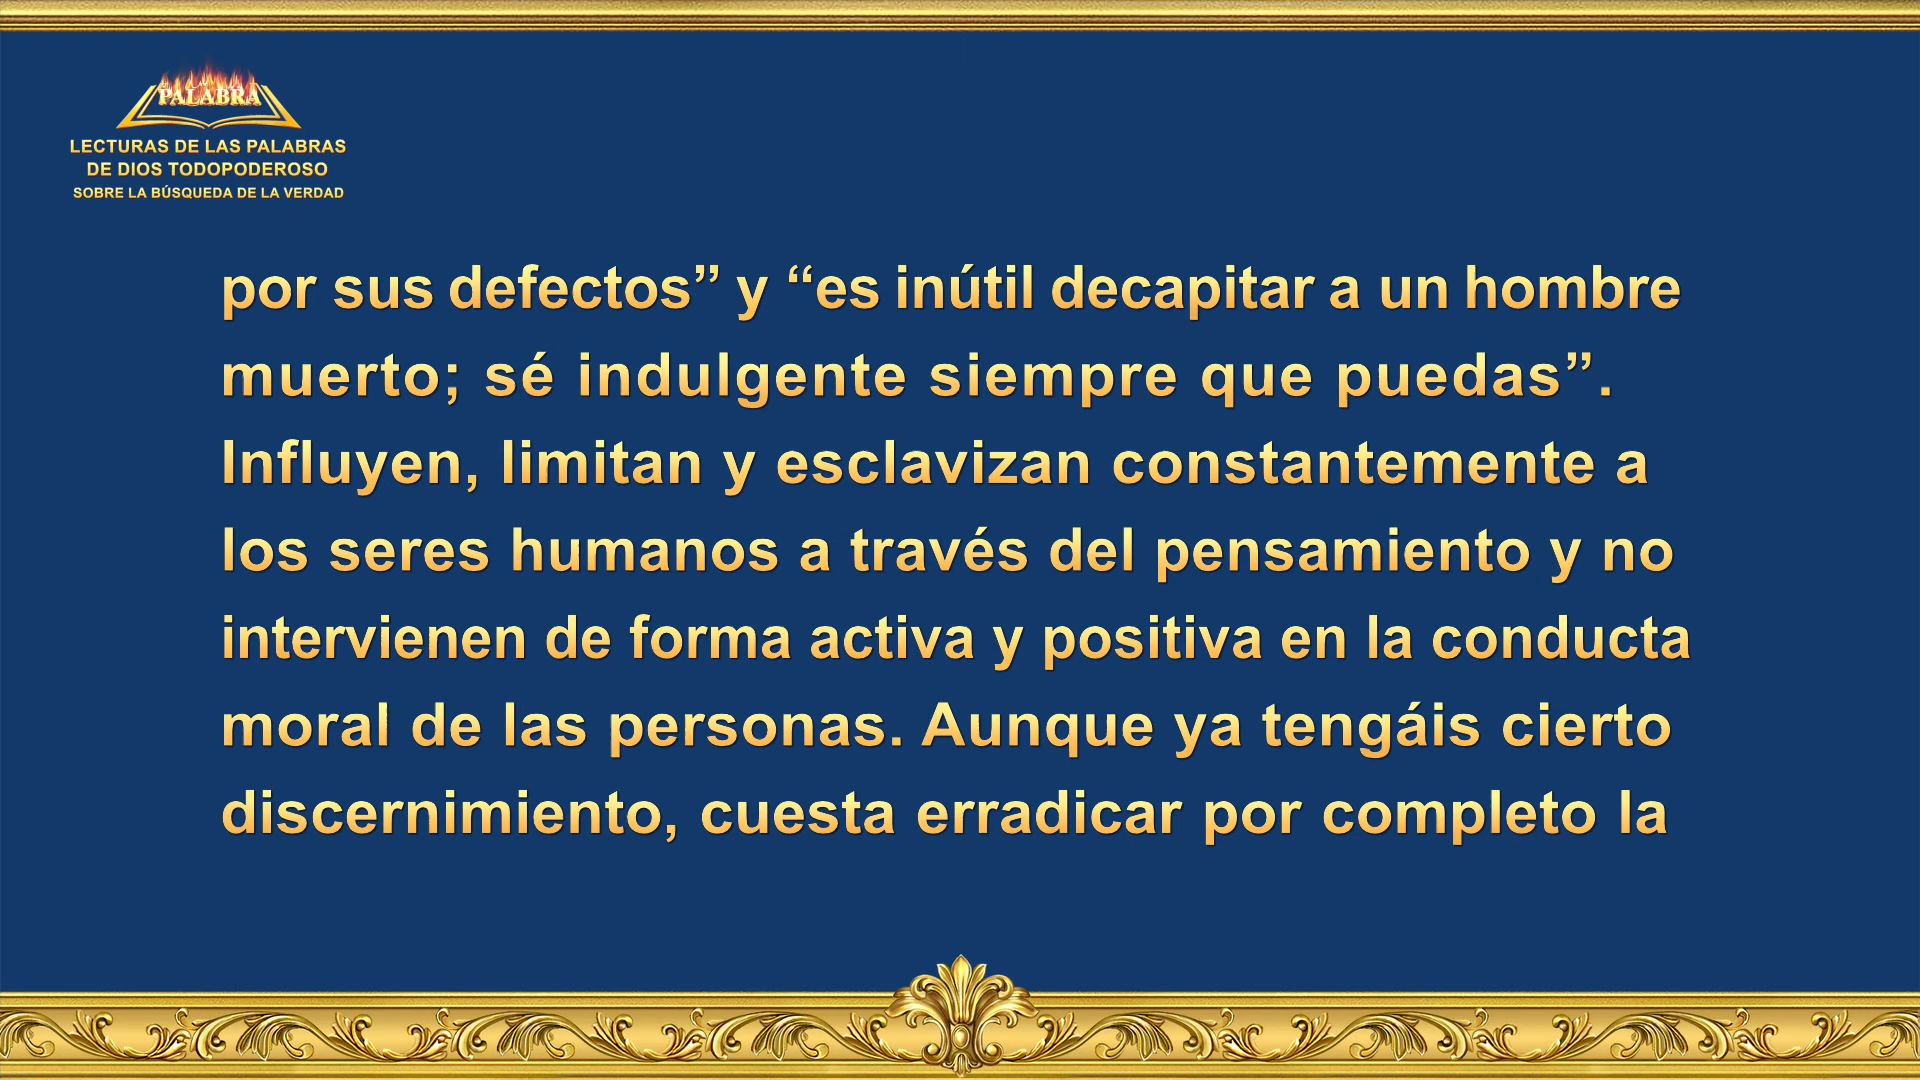 PALABRA
LECTURAS DE LAS PALABRAS
DE DIOS TODOPODEROSO
SOBRE LA BÚSQUEDA DE LA VERDAD
por sus defectos” y “es inútil decapitar a un hombre
muerto; sé indulgente siempre que puedas”.
Influyen, limitan y esclavizan constantemente a
los seres humanos a través del pensamiento y no
intervienen de forma activa y positiva en la conducta
moral de las personas. Aunque ya tengáis cierto
discernimiento, cuesta erradicar por completo la